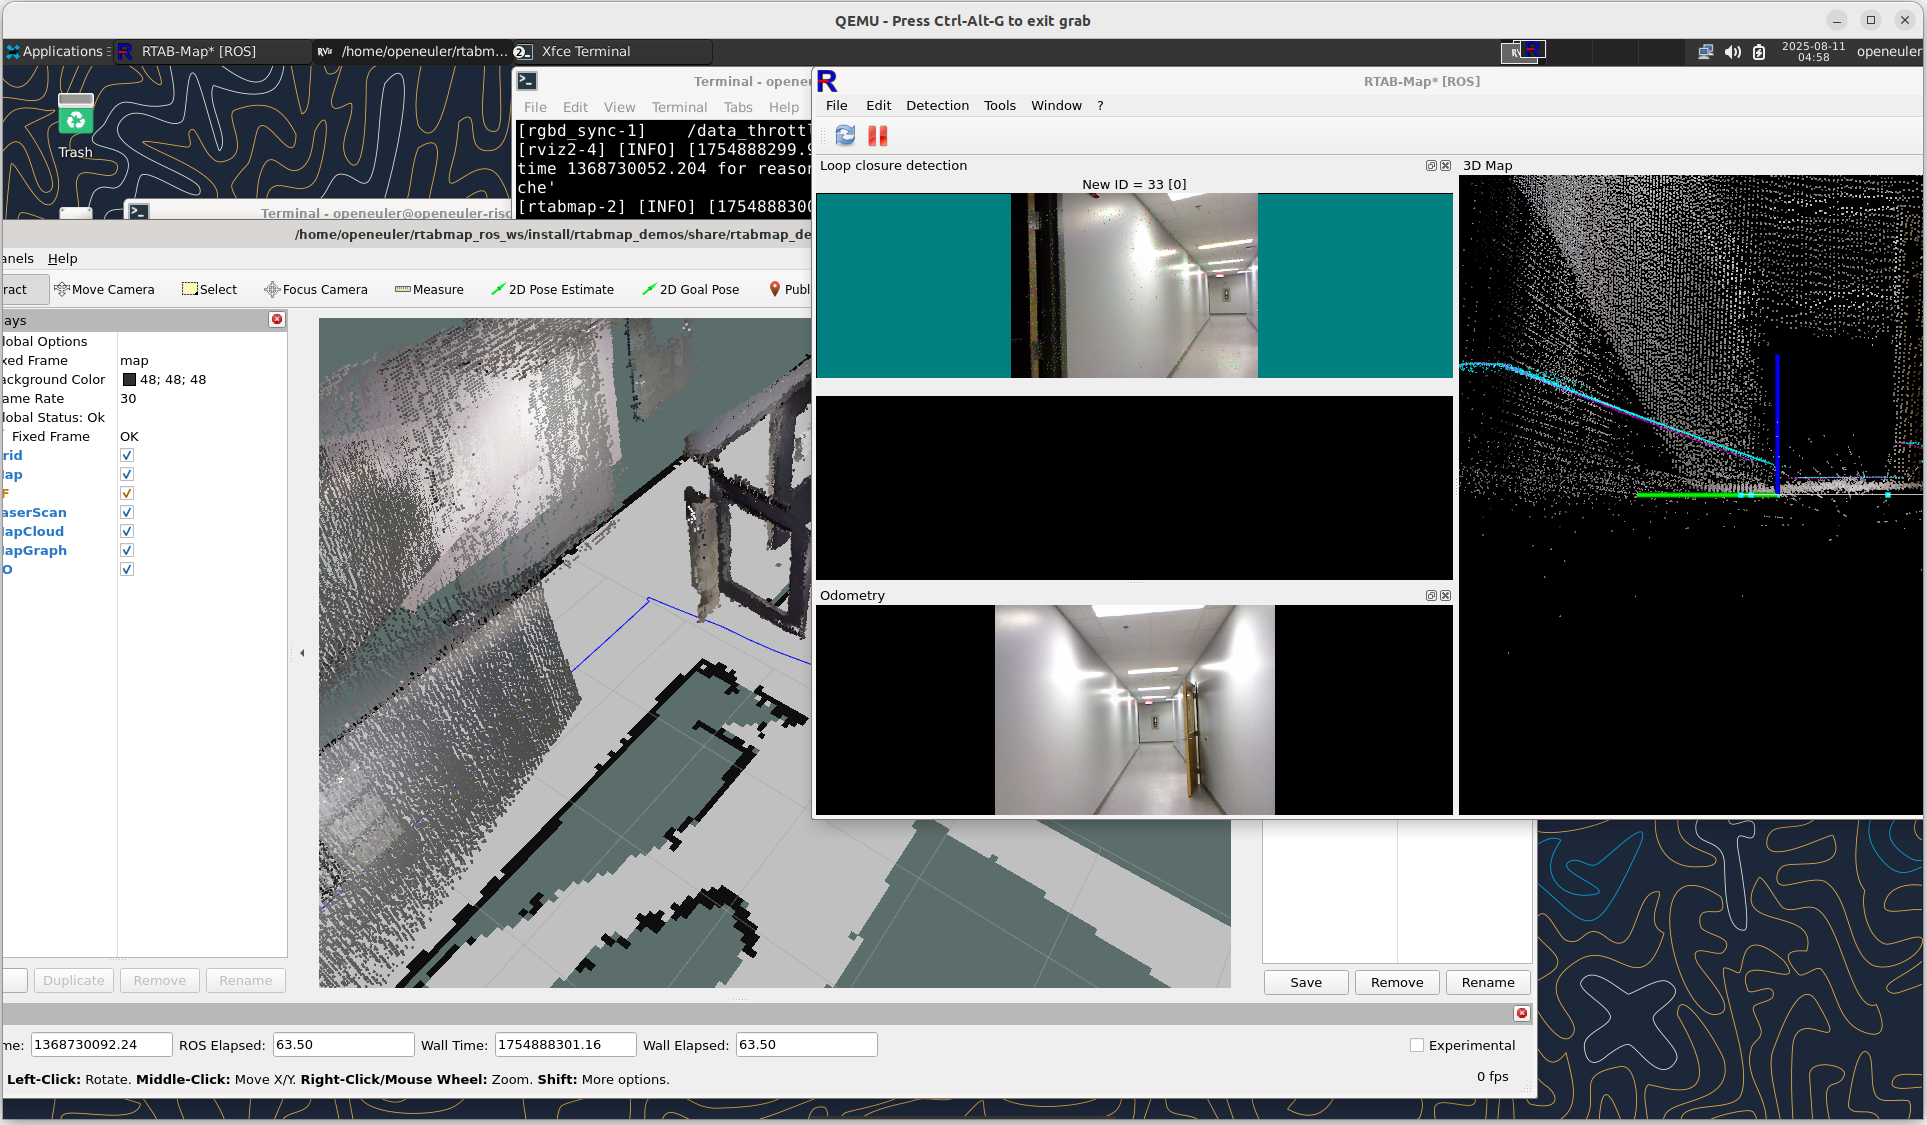 QEMU - Press Ctrl-Alt-G to exit grab
Applications
RTAB-Map* [ROS]
RViz
/home/openeuler/rtabm...
2
Xfce Terminal
2025-08-11
04:58
openeuler
Trash
Terminal - openeu
File Edit View Terminal Tabs Help
[rgbd_sync-1] /data_throttl
[rviz2-4] [INFO] [1754888299.9
time 1368730052.204 for reason
che'
[rtabmap-2] [INFO] [1754888300
Terminal - openeuler@openeuler-risc
/home/openeuler/rtabmap_ros_ws/install/rtabmap_demos/share/rtabmap_de
anels Help
ract
Move Camera
Select
Focus Camera
Measure
2D Pose Estimate
2D Goal Pose
Publ
ays
lobal Options
xed Frame map
ackground Color 48; 48; 48
ame Rate 30
lobal Status: Ok
Fixed Frame OK
rid
ap
F
aserScan
apCloud
apGraph
O
Duplicate
Remove
Rename
RTAB-Map* [ROS]
File Edit Detection Tools Window ?
Loop closure detection
New ID = 33 [0]
Odometry
3D Map
Save
Remove
Rename
me: 1368730092.24 ROS Elapsed: 63.50 Wall Time: 1754888301.16 Wall Elapsed: 63.50
Experimental
Left-Click: Rotate. Middle-Click: Move X/Y. Right-Click/Mouse Wheel: Zoom. Shift: More options.
0 fps